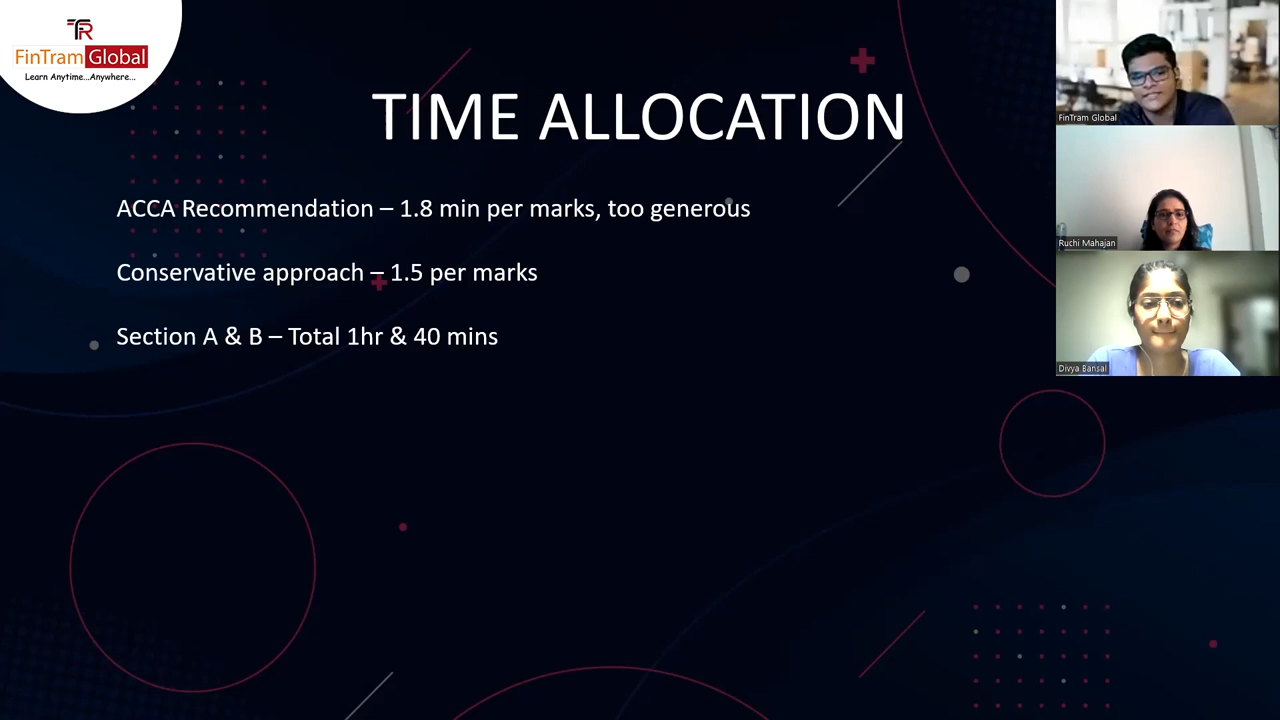 TR
FinTram Global
Learn Anytime...Anywhere...
TIME ALLOCATION
ACCA Recommendation – 1.8 min per marks, too generous
Conservative approach – 1.5 per marks
Section A & B – Total 1hr & 40 mins
FinTram Global
Ruchi Mahajan
Divya Bansal